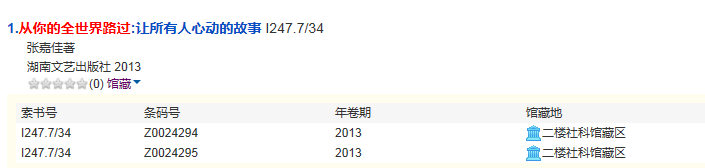 1.从你的全世界路过:让所有人心动的故事 I247.7/34
张嘉佳著
湖南文艺出版社 2013
(0) 馆藏
索书号 条码号 年卷期 馆藏地
I247.7/34 Z0024294 2013 二楼社科馆藏区
I247.7/34 Z0024295 2013 二楼社科馆藏区